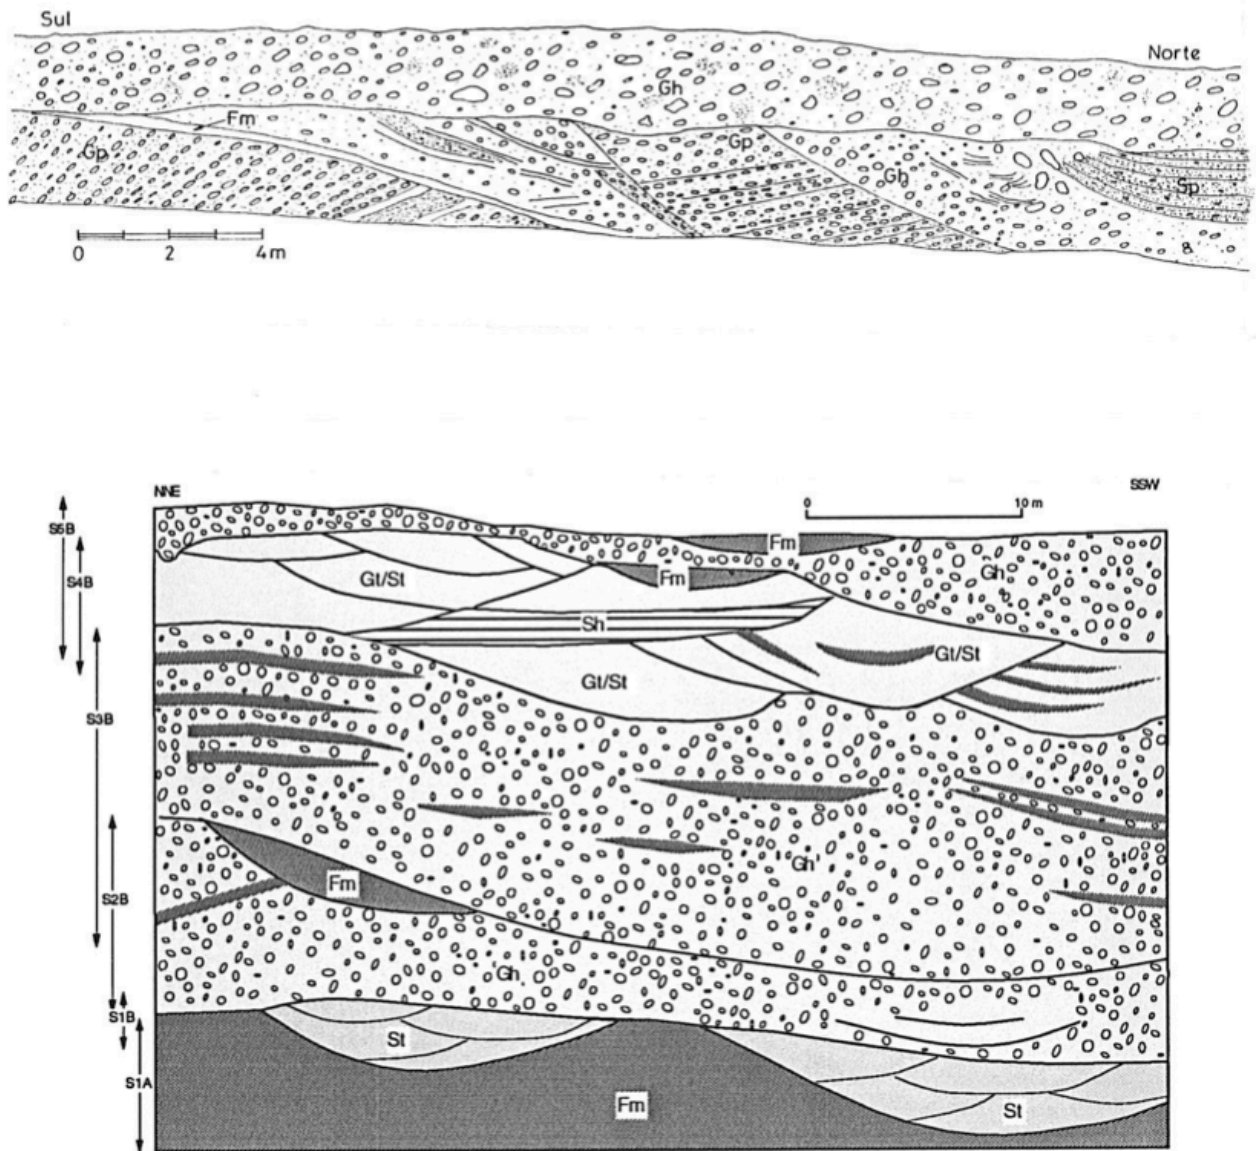 Sul
Norte
Gh
Fm
Gp
Gp
Gh
Sp
0 2 4m
NNE
SSW
0 10 m
S5B
Fm
S4B
Gt/St
Fm
Gh
Sh
Gt/St
Gt/St
S3B
Gh
Fm
S2B
Gh
S1B
St
S1A
Fm
St